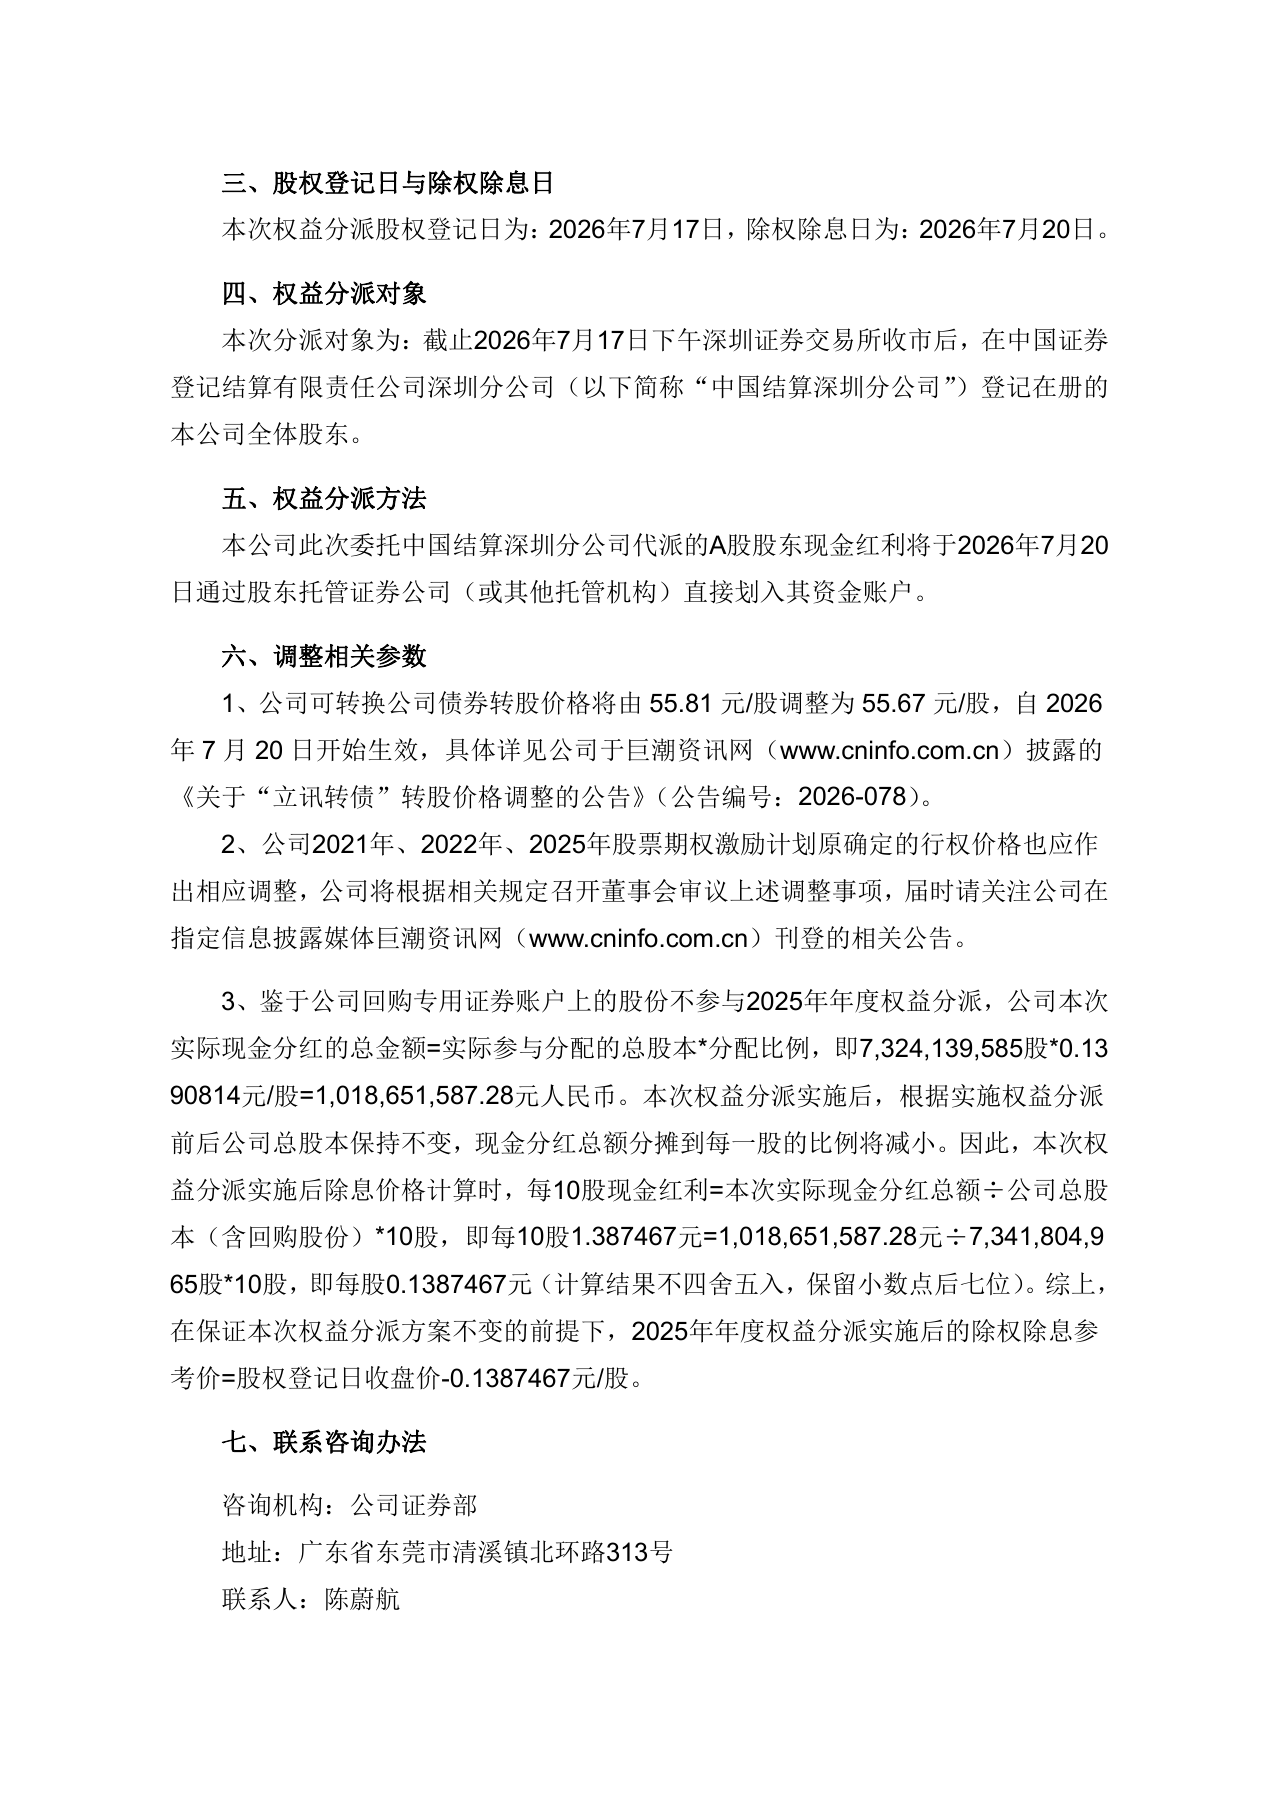 三、股权登记日与除权除息日
本次权益分派股权登记日为：2026年7月17日，除权除息日为：2026年7月20日。
四、权益分派对象
本次分派对象为：截止2026年7月17日下午深圳证券交易所收市后，在中国证券
登记结算有限责任公司深圳分公司（以下简称“中国结算深圳分公司”）登记在册的
本公司全体股东。
五、权益分派方法
本公司此次委托中国结算深圳分公司代派的A股股东现金红利将于2026年7月20
日通过股东托管证券公司（或其他托管机构）直接划入其资金账户。
六、调整相关参数
1、公司可转换公司债券转股价格将由 55.81 元/股调整为 55.67 元/股，自 2026
年 7 月 20 日开始生效，具体详见公司于巨潮资讯网（www.cninfo.com.cn）披露的
《关于“立讯转债”转股价格调整的公告》（公告编号：2026-078）。
2、公司2021年、2022年、2025年股票期权激励计划原确定的行权价格也应作
出相应调整，公司将根据相关规定召开董事会审议上述调整事项，届时请关注公司在
指定信息披露媒体巨潮资讯网（www.cninfo.com.cn）刊登的相关公告。
3、鉴于公司回购专用证券账户上的股份不参与2025年年度权益分派，公司本次
实际现金分红的总金额=实际参与分配的总股本*分配比例，即7,324,139,585股*0.13
90814元/股=1,018,651,587.28元人民币。本次权益分派实施后，根据实施权益分派
前后公司总股本保持不变，现金分红总额分摊到每一股的比例将减小。因此，本次权
益分派实施后除息价格计算时，每10股现金红利=本次实际现金分红总额÷公司总股
本（含回购股份）*10股，即每10股1.387467元=1,018,651,587.28元÷7,341,804,9
65股*10股，即每股0.1387467元（计算结果不四舍五入，保留小数点后七位）。综上，
在保证本次权益分派方案不变的前提下，2025年年度权益分派实施后的除权除息参
考价=股权登记日收盘价-0.1387467元/股。
七、联系咨询办法
咨询机构：公司证券部
地址：广东省东莞市清溪镇北环路313号
联系人：陈蔚航